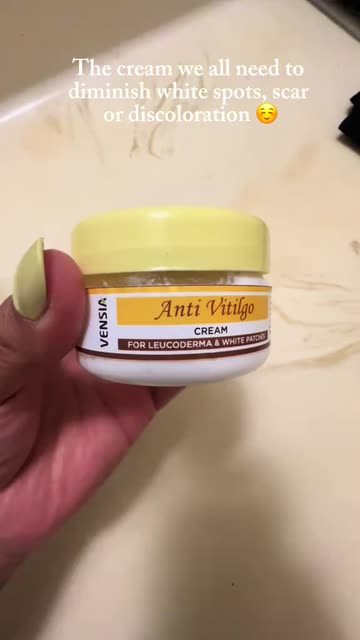 The cream we all need to
diminish white spots, scar
or discoloration ☺️
VENSIA
Anti Vitilgo
CREAM
FOR LEUCODERMA & WHITE PATCHES